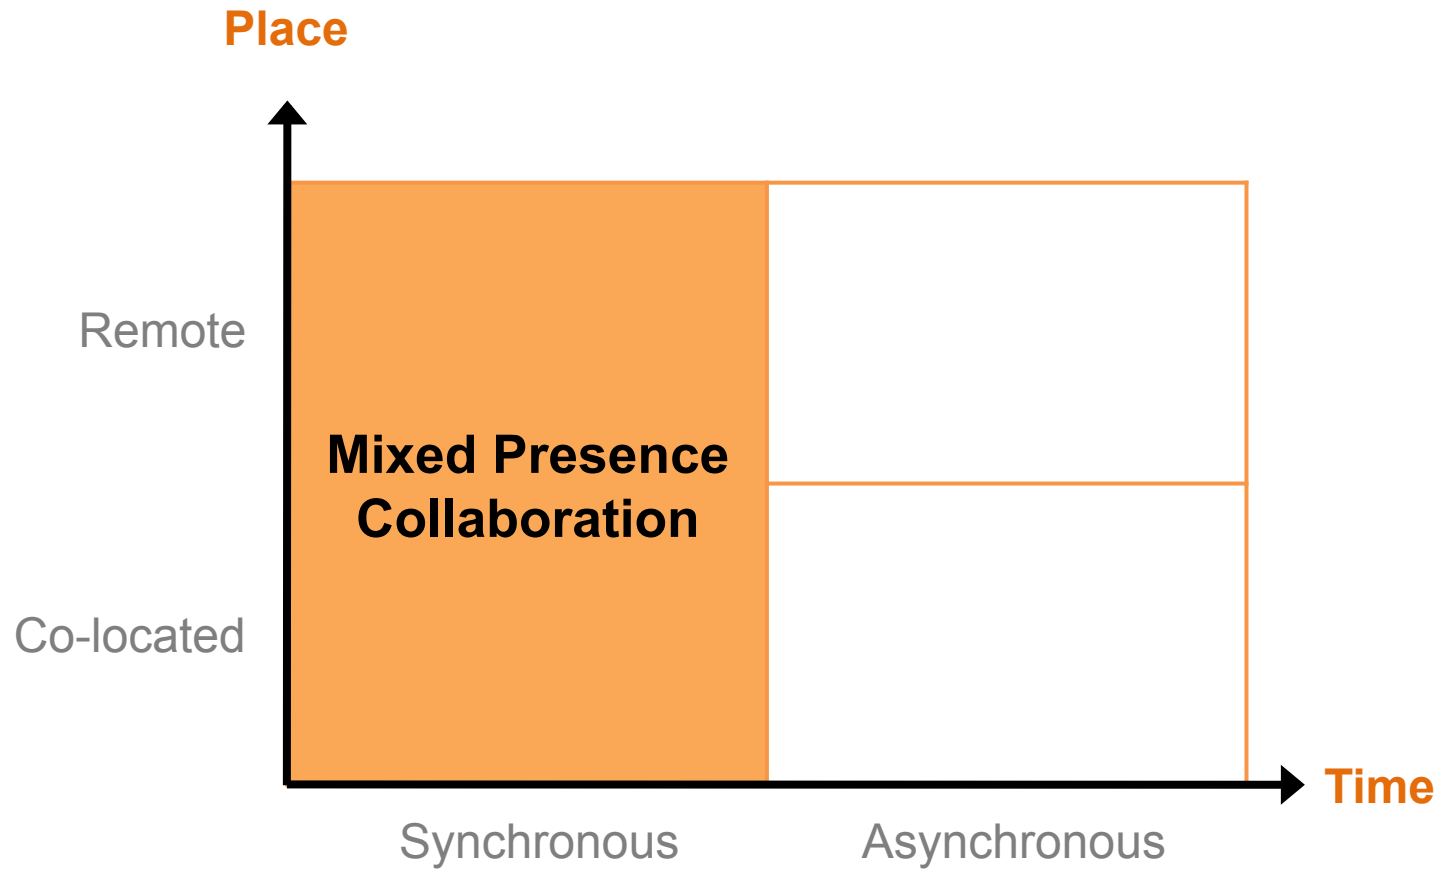 Place
Remote
Mixed Presence
Collaboration
Co-located
Time
Synchronous
Asynchronous